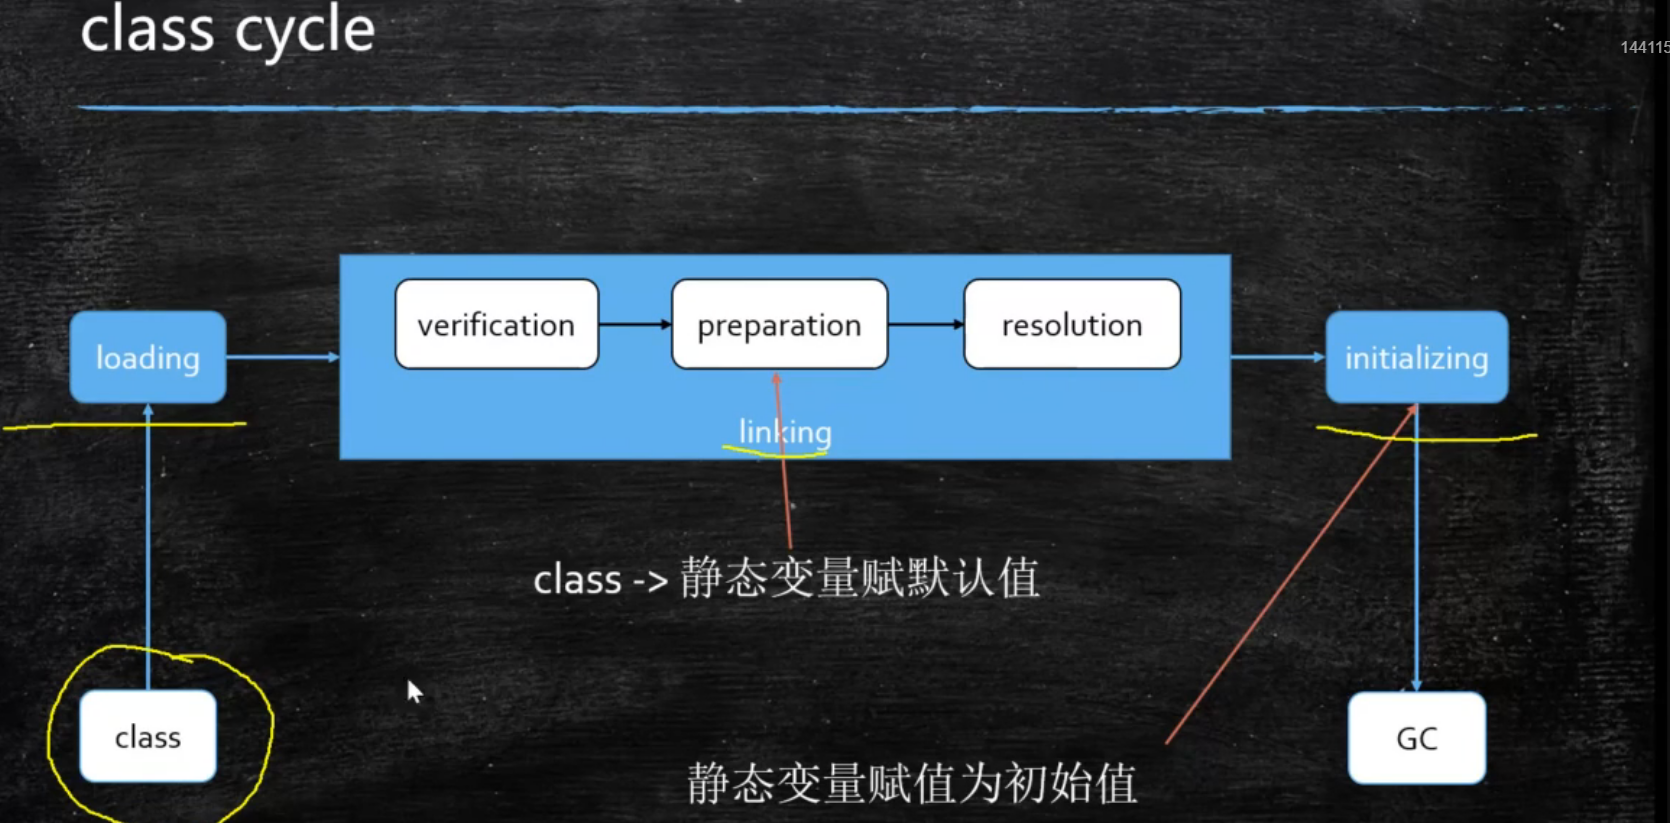 class cycle
144115
verification
preparation
resolution
loading
initializing
linking
class -> 静态变量赋默认值
class
GC
静态变量赋值为初始值